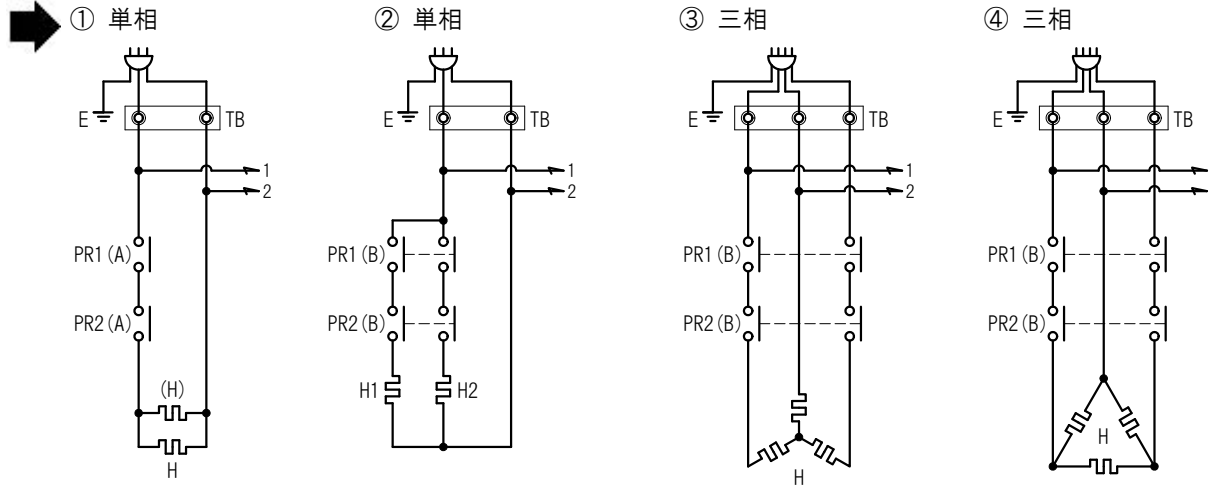 ① 単相
② 単相
③ 三相
④ 三相
E TB
E TB
E TB
E
1
1
1
2
2
2
PR1(A)
PR1(B)
PR1(B)
PR1(B)
PR2(A)
PR2(B)
PR2(B)
PR2(B)
(H)
H1 H2
H
H
H